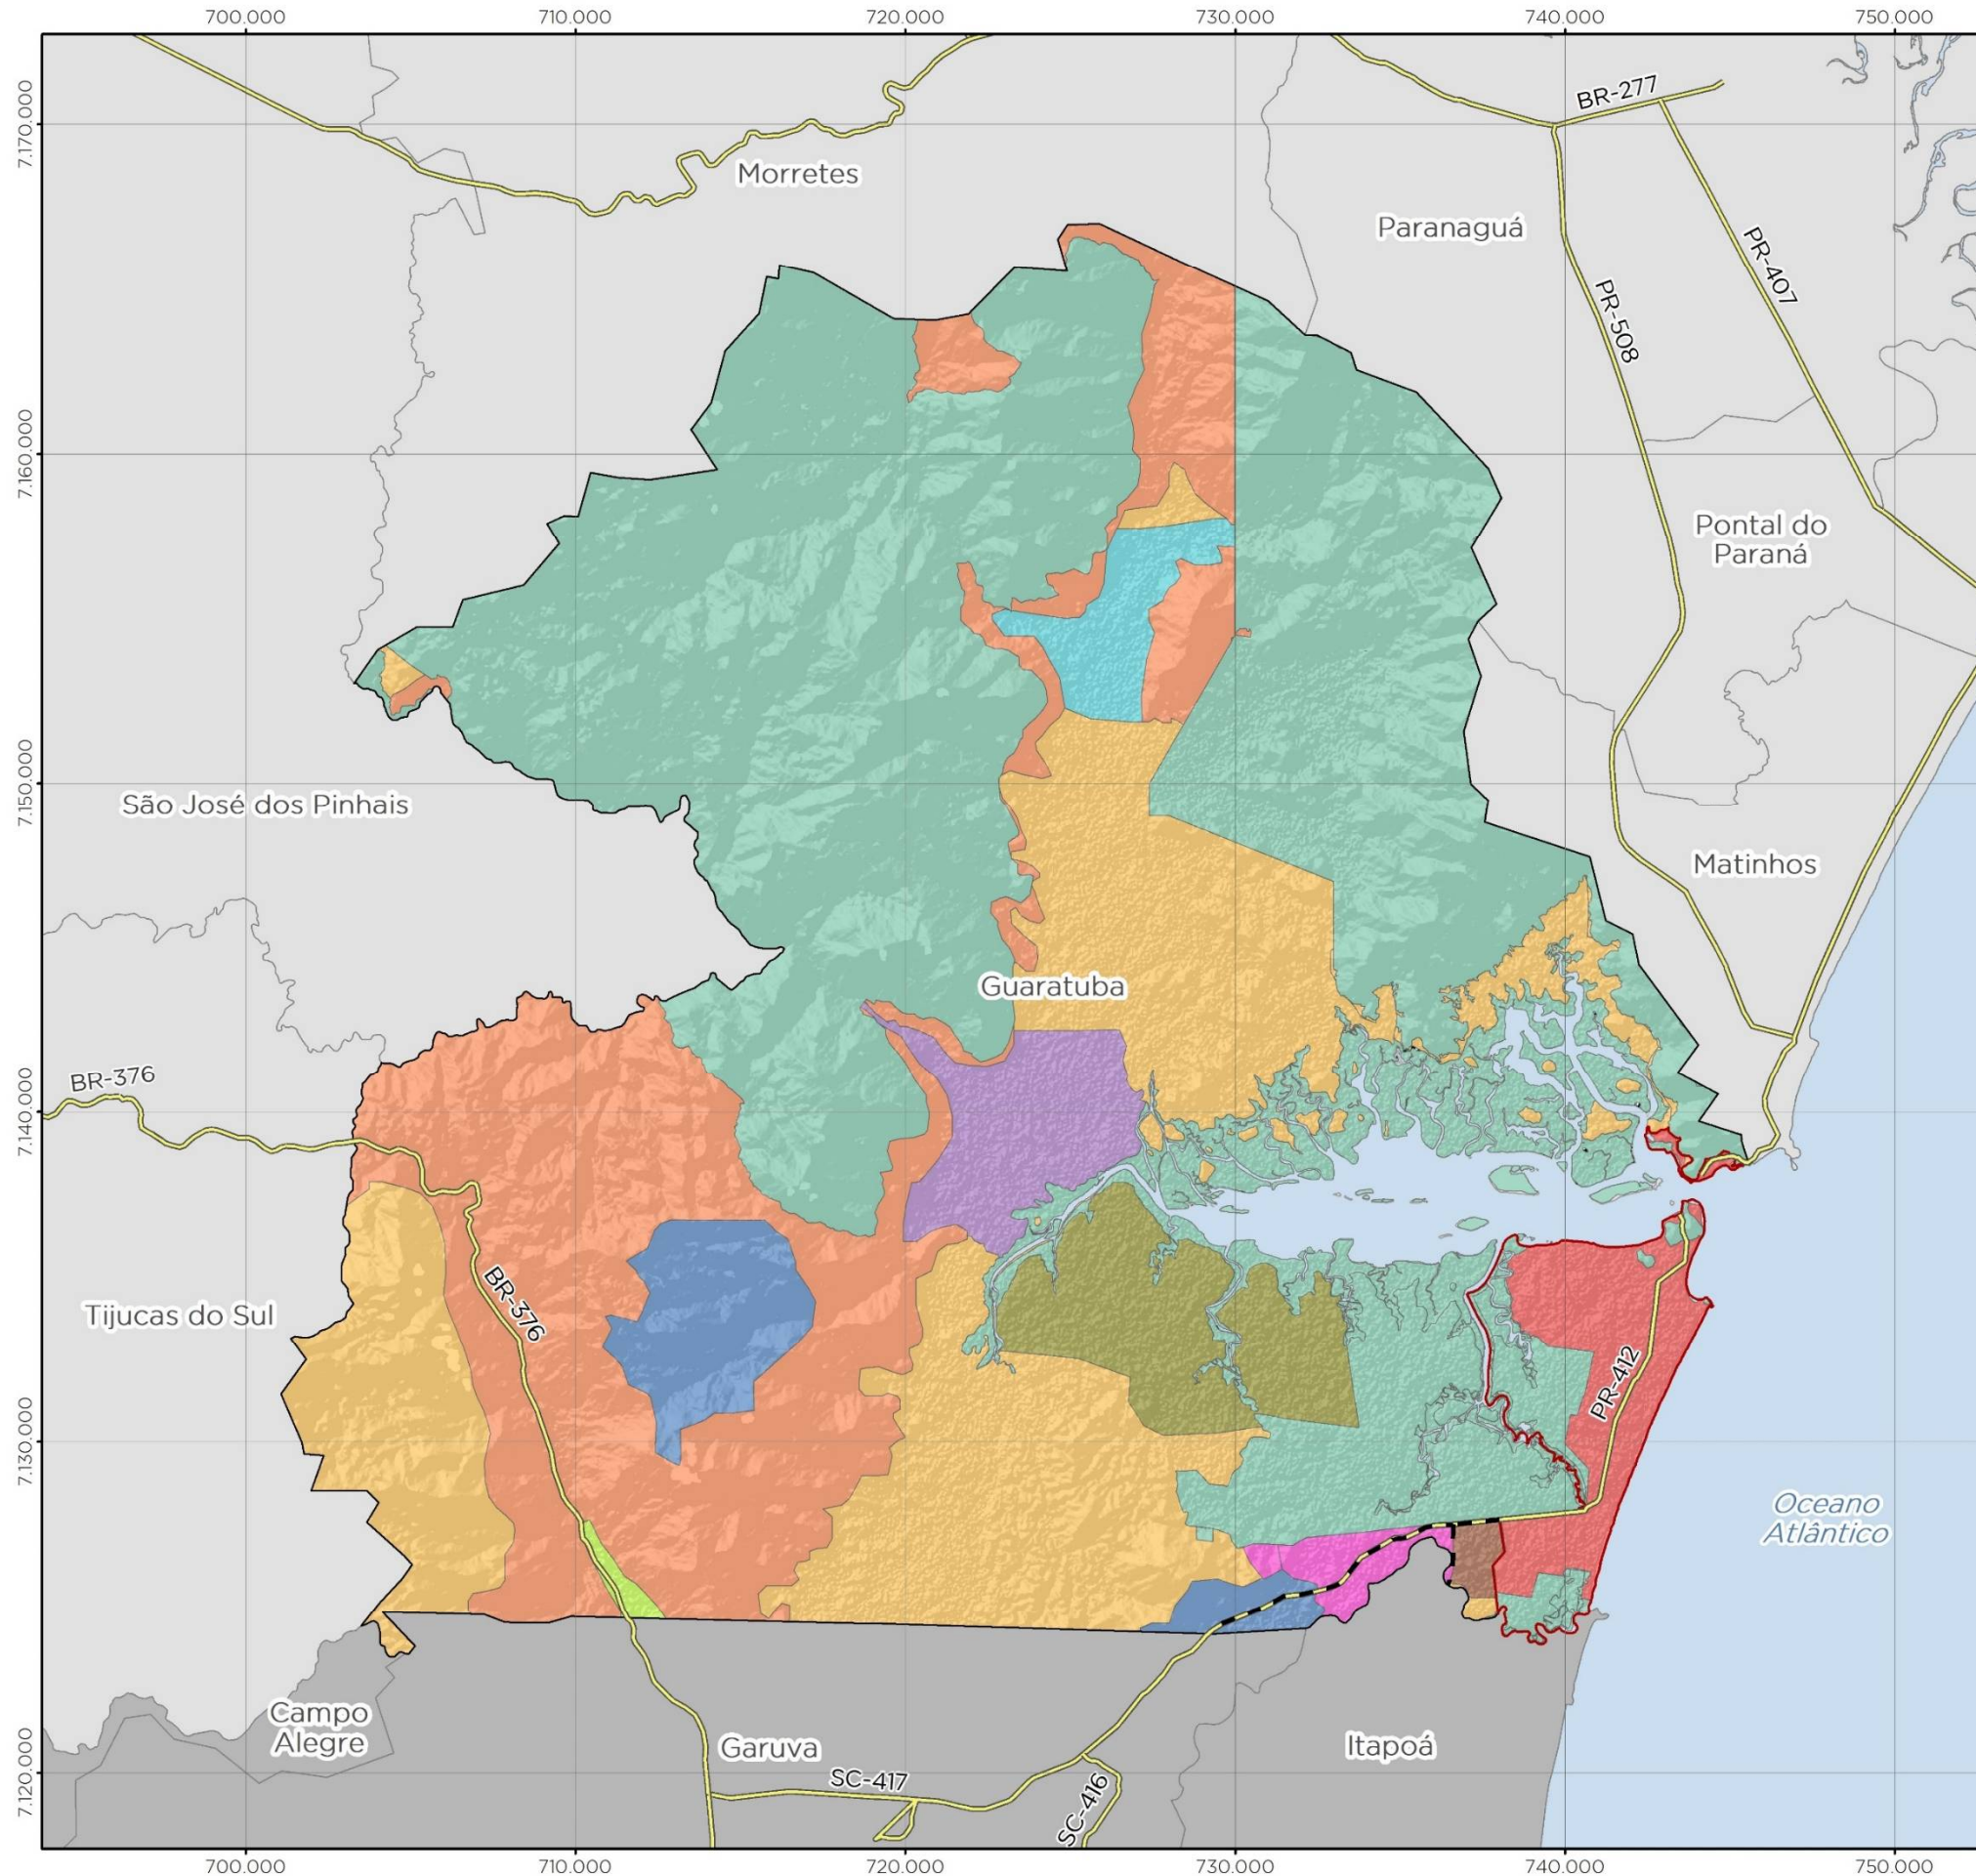 700.000
710.000
720.000
730.000
740.000
750.000
7.170.000
7.160.000
7.150.000
7.140.000
7.130.000
7.120.000
BR-277
Morretes
Paranaguá
PR-407
PR-508
Pontal do
Paraná
São José dos Pinhais
Matinhos
Guaratuba
BR-376
BR-376
Tijucas do Sul
PR-412
Oceano
Atlântico
Campo
Alegre
Garuva
Itapoá
SC-417
SC-416
700.000
710.000
720.000
730.000
740.000
750.000